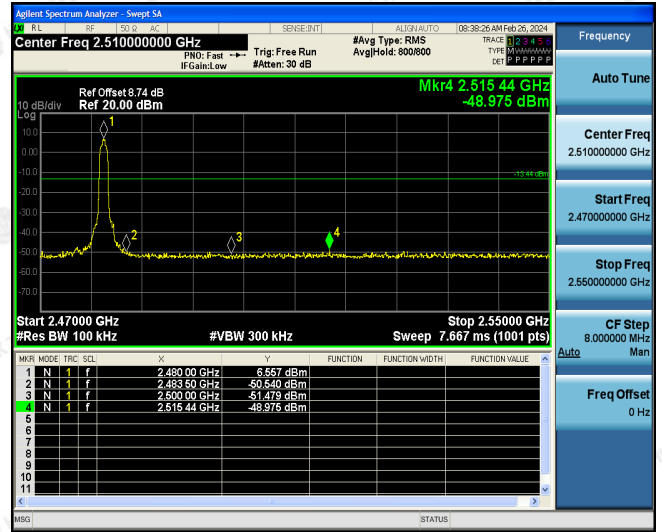 Agilent Spectrum Analyzer - Swept SA
RL RF 50 Ω AC SENSE:INT ALIGN AUTO 08:38:26 AM Feb 26, 2024
Center Freq 2.510000000 GHz
PNO: Fast
IFGain:Low
Trig: Free Run
#Atten: 30 dB
#Avg Type: RMS
Avg|Hold: 800/800
TRACE 1 2 3 4 5 6
TYPE M
DET P P P P P P
Ref Offset 8.74 dB
10 dB/div Ref 20.00 dBm
Log
Mkr4 2.515 44 GHz
-48.975 dBm
10.0
0.00
-10.0
-20.0
-30.0
-40.0
-50.0
-60.0
-70.0
1
2
3
4
-13.44 dBm
Start 2.47000 GHz Stop 2.55000 GHz
#Res BW 100 kHz #VBW 300 kHz Sweep 7.667 ms (1001 pts)
MKR MODE TRC SCL X Y FUNCTION FUNCTION WIDTH FUNCTION VALUE
1 N 1 f 2.480 00 GHz 6.557 dBm
2 N 1 f 2.483 50 GHz -50.540 dBm
3 N 1 f 2.500 00 GHz -51.479 dBm
4 N 1 f 2.515 44 GHz -48.975 dBm
5
6
7
8
9
10
11
MSG STATUS
Frequency
Auto Tune
Center Freq
2.510000000 GHz
Start Freq
2.470000000 GHz
Stop Freq
2.550000000 GHz
CF Step
8.000000 MHz
Auto Man
Freq Offset
0 Hz